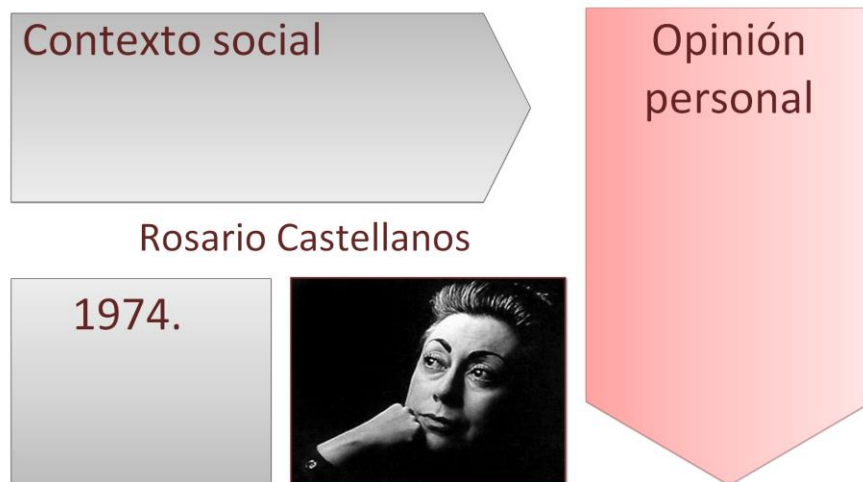 Contexto social
Opinión
personal
Rosario Castellanos
1974.